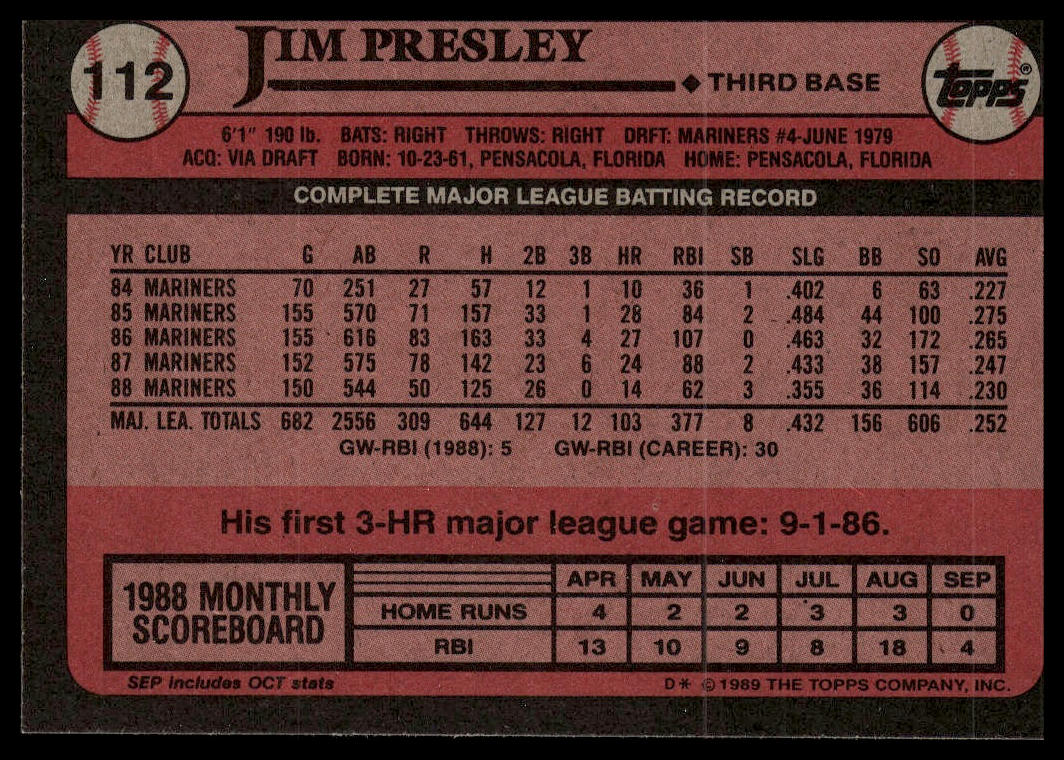 112
JIM PRESLEY
◆ THIRD BASE
topps®
6'1" 190 lb. BATS: RIGHT THROWS: RIGHT DRFT: MARINERS #4-JUNE 1979
ACQ: VIA DRAFT BORN: 10-23-61, PENSACOLA, FLORIDA HOME: PENSACOLA, FLORIDA
COMPLETE MAJOR LEAGUE BATTING RECORD
YR CLUB G AB R H 2B 3B HR RBI SB SLG BB SO AVG
84 MARINERS 70 251 27 57 12 1 10 36 1 .402 6 63 .227
85 MARINERS 155 570 71 157 33 1 28 84 2 .484 44 100 .275
86 MARINERS 155 616 83 163 33 4 27 107 0 .463 32 172 .265
87 MARINERS 152 575 78 142 23 6 24 88 2 .433 38 157 .247
88 MARINERS 150 544 50 125 26 0 14 62 3 .355 36 114 .230
MAJ. LEA. TOTALS 682 2556 309 644 127 12 103 377 8 .432 156 606 .252
GW-RBI (1988): 5 GW-RBI (CAREER): 30
His first 3-HR major league game: 9-1-86.
1988 MONTHLY
SCOREBOARD
APR MAY JUN JUL AUG SEP
HOME RUNS 4 2 2 3 3 0
RBI 13 10 9 8 18 4
SEP includes OCT stats
D* © 1989 THE TOPPS COMPANY, INC.